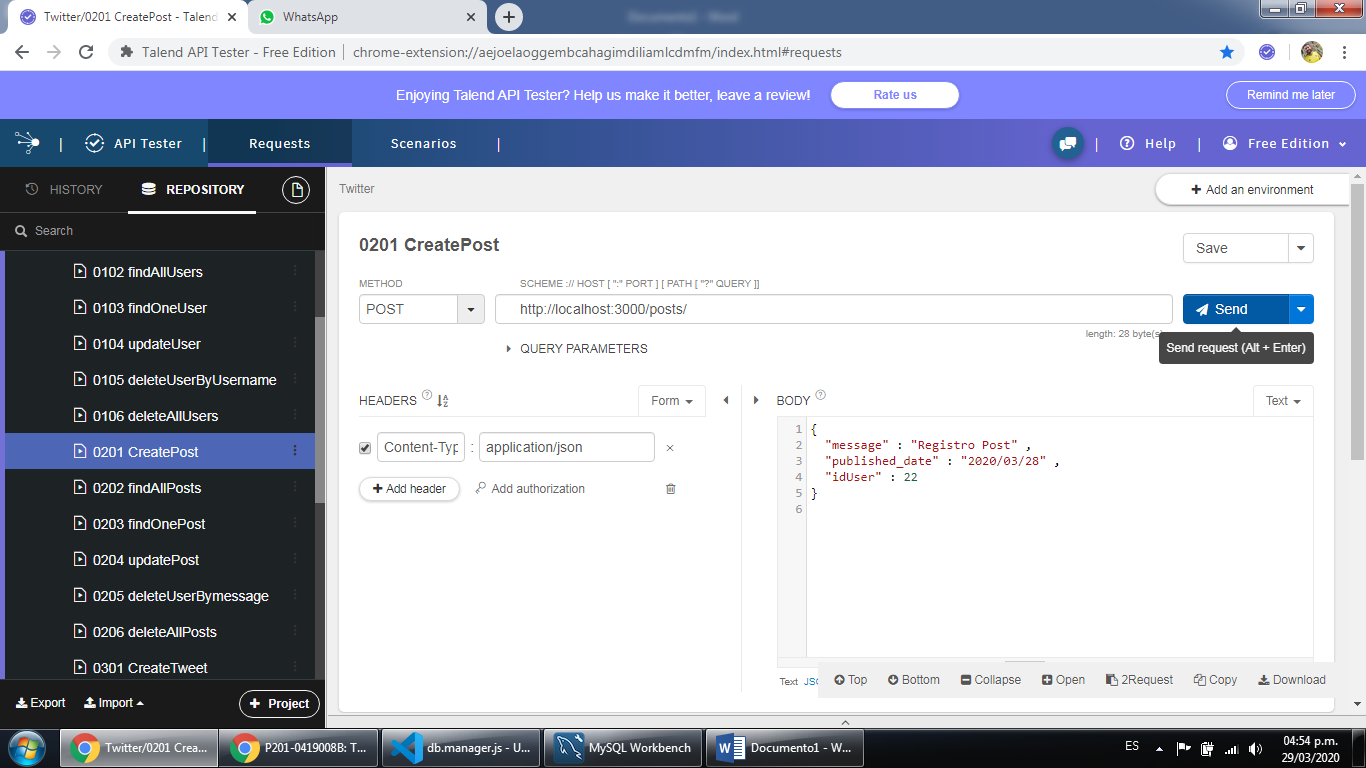 Twitter/0201 CreatePost - Talend
WhatsApp
Documento1 - Word
Talend API Tester - Free Edition | chrome-extension://aejoelaoggembcahagimdiliamlcdmfm/index.html#requests
Enjoying Talend API Tester? Help us make it better, leave a review!
Rate us
Remind me later
API Tester
Requests
Scenarios
Help
Free Edition
HISTORY
REPOSITORY
Search
0102 findAllUsers
0103 findOneUser
0104 updateUser
0105 deleteUserByUsername
0106 deleteAllUsers
0201 CreatePost
0202 findAllPosts
0203 findOnePost
0204 updatePost
0205 deleteUserBymessage
0206 deleteAllPosts
0301 CreateTweet
Export
Import
+ Project
Twitter
+ Add an environment
0201 CreatePost
Save
METHOD
SCHEME :// HOST [ ":" PORT ] [ PATH [ "?" QUERY ]]
POST
http://localhost:3000/posts/
Send
length: 28 byte(s)
Send request (Alt + Enter)
QUERY PARAMETERS
HEADERS ?
Form
BODY ?
Text
Content-Typ : application/json ×
+ Add header
Add authorization
1 {
2 "message" : "Registro Post" ,
3 "published_date" : "2020/03/28" ,
4 "idUser" : 22
5 }
6
Text JSO
Top
Bottom
Collapse
Open
2Request
Copy
Download
Twitter/0201 Crea...
P201-0419008B: T...
db.manager.js - U...
MySQL Workbench
Documento1 - W...
ES
04:54 p.m.
29/03/2020